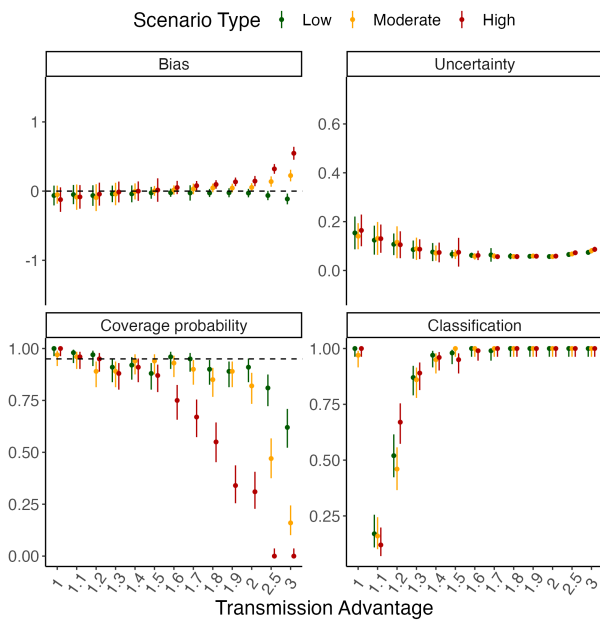 Scenario Type Low Moderate High
Bias Uncertainty
1
0
-1
0.6
0.4
0.2
0.0
Coverage probability Classification
1.00
0.75
0.50
0.25
0.00
1.00
0.75
0.50
0.25
1 1.1 1.2 1.3 1.4 1.5 1.6 1.7 1.8 1.9 2 2.5 3
1 1.1 1.2 1.3 1.4 1.5 1.6 1.7 1.8 1.9 2 2.5 3
Transmission Advantage